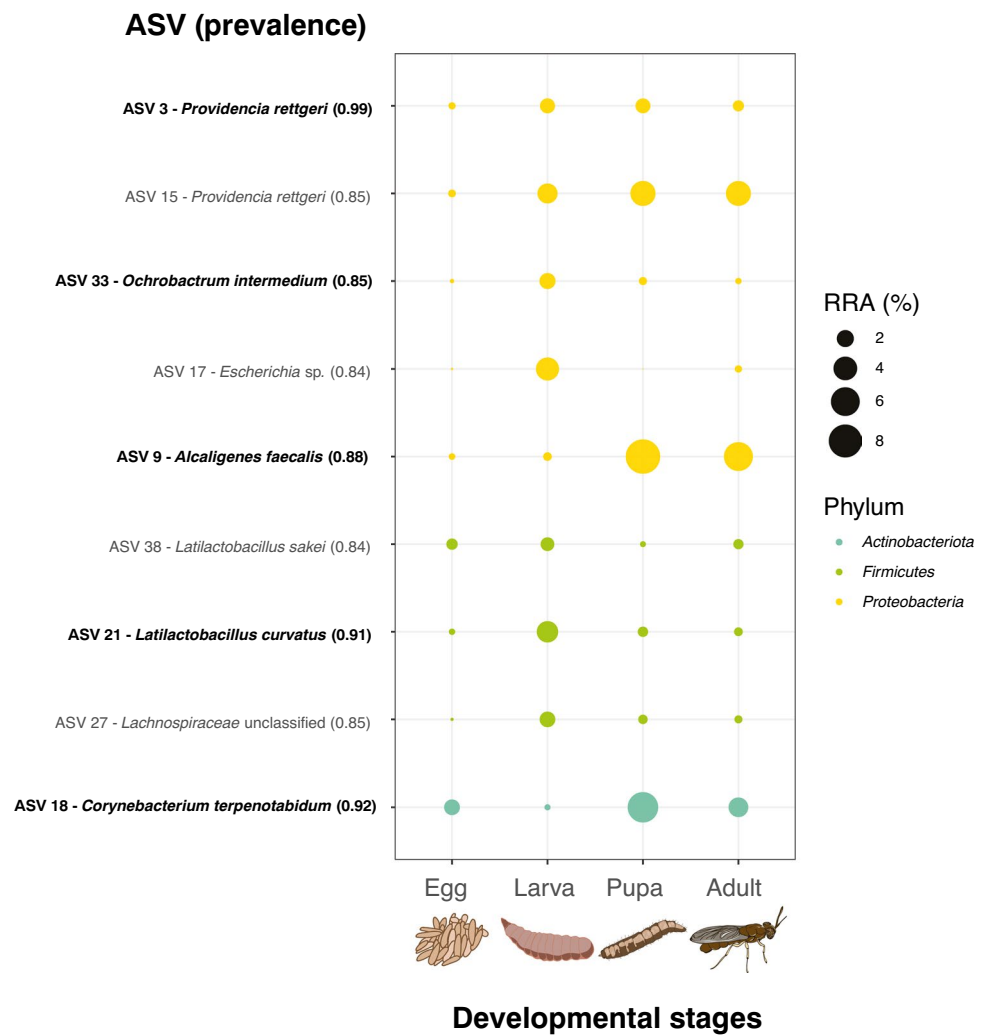 ASV (prevalence)
ASV 3 - Providencia rettgeri (0.99)
ASV 15 - Providencia rettgeri (0.85)
ASV 33 - Ochrobactrum intermedium (0.85)
ASV 17 - Escherichia sp. (0.84)
ASV 9 - Alcaligenes faecalis (0.88)
ASV 38 - Latilactobacillus sakei (0.84)
ASV 21 - Latilactobacillus curvatus (0.91)
ASV 27 - Lachnospiraceae unclassified (0.85)
ASV 18 - Corynebacterium terpenotabidum (0.92)
Egg Larva Pupa Adult
Developmental stages
RRA (%)
2
4
6
8
Phylum
Actinobacteriota
Firmicutes
Proteobacteria